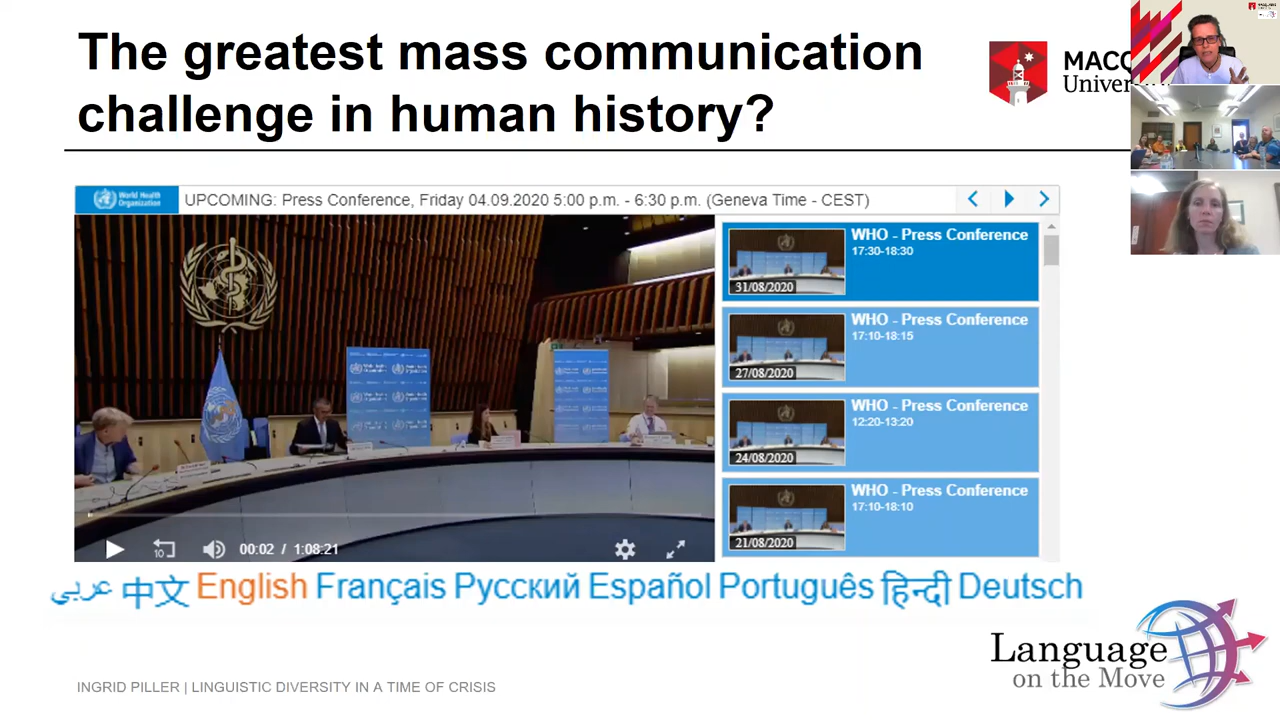 The greatest mass communication
challenge in human history?
World Health
Organization
UPCOMING: Press Conference, Friday 04.09.2020 5:00 p.m. - 6:30 p.m. (Geneva Time - CEST)
WHO - Press Conference
17:30-18:30
31/08/2020
WHO - Press Conference
17:10-18:15
27/08/2020
WHO - Press Conference
12:20-13:20
24/08/2020
WHO - Press Conference
17:10-18:10
21/08/2020
10
00:02 / 1:08:21
عربي 中文 English Français Русский Español Português हिन्दी Deutsch
Language
on the Move
INGRID PILLER | LINGUISTIC DIVERSITY IN A TIME OF CRISIS